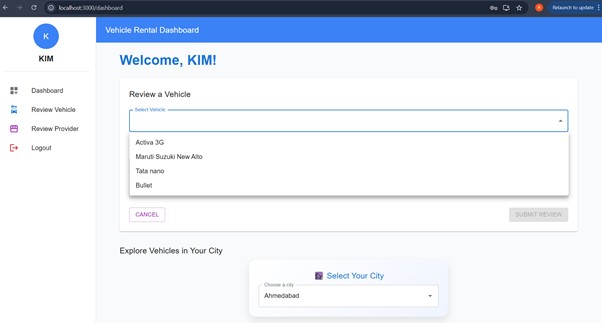 localhost:3000/dashboard
K
Relaunch to update
K
KIM
Dashboard
Review Vehicle
Review Provider
Logout
Vehicle Rental Dashboard
Welcome, KIM!
Review a Vehicle
Select Vehicle
Activa 3G
Maruti Suzuki New Alto
Tata nano
Bullet
CANCEL
SUBMIT REVIEW
Explore Vehicles in Your City
Select Your City
Choose a city
Ahmedabad